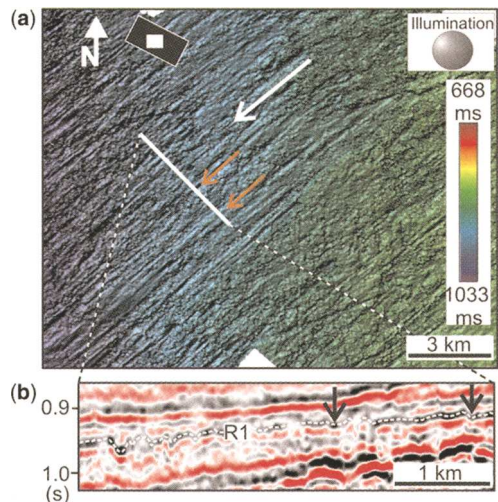 (a)
N
Illumination
668
ms
1033
ms
3 km
(b)
0.9
R1
1.0
(s)
1 km